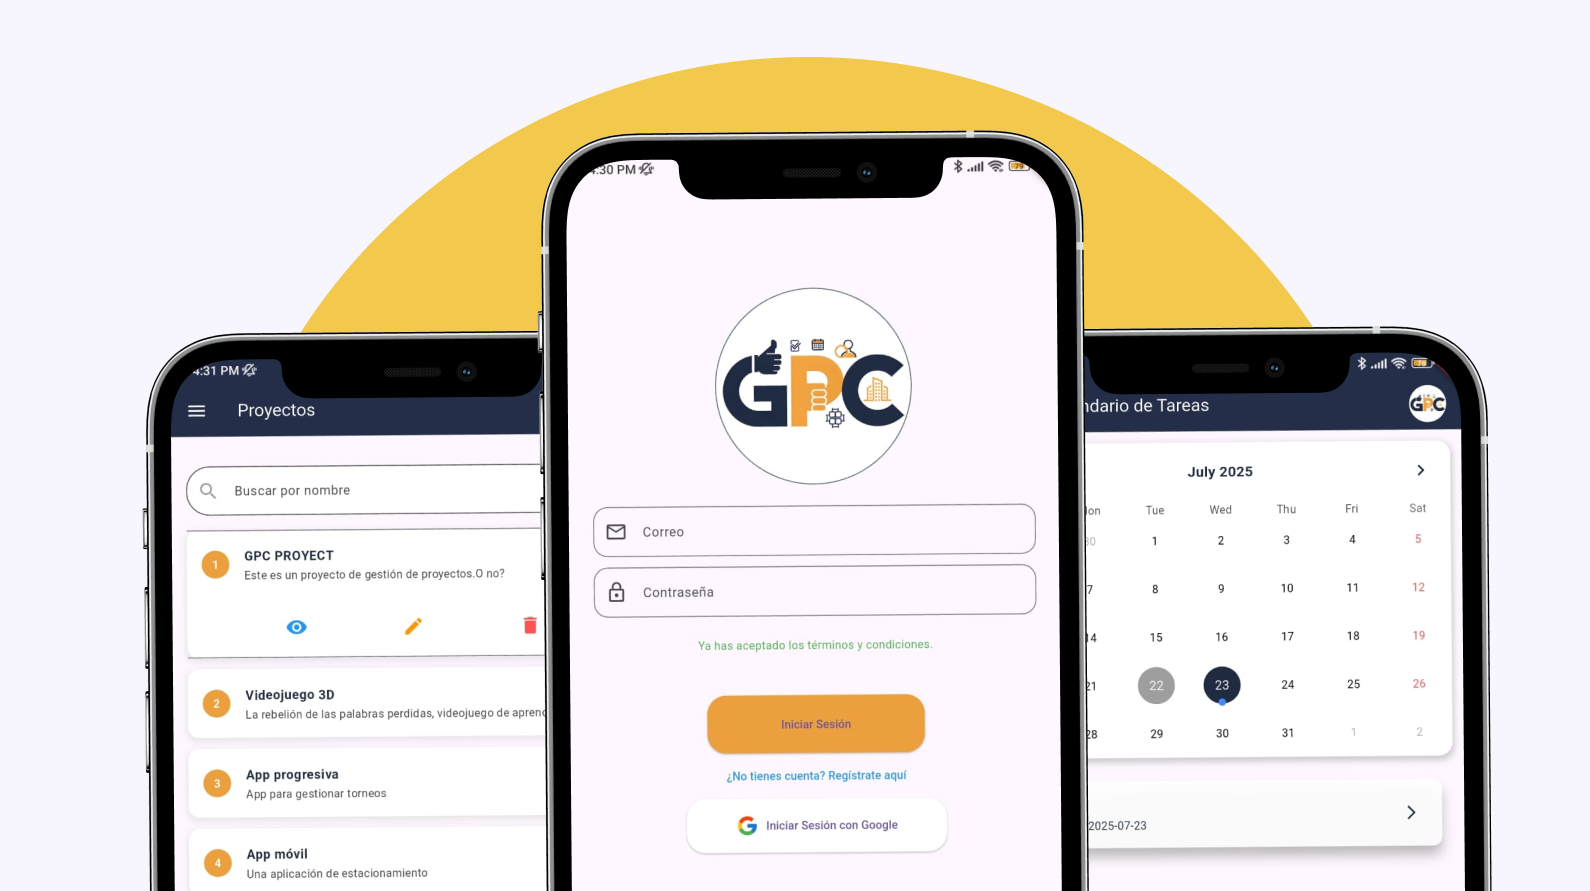 4:31 PM
Proyectos
Buscar por nombre
1
GPC PROYECT
Este es un proyecto de gestión de proyectos.O no?
2
Videojuego 3D
La rebelión de las palabras perdidas, videojuego de
3
App progresiva
App para gestionar torneos
4
App móvil
Una aplicación de estacionamiento
:30 PM
79
GPC
Correo
Contraseña
Ya has aceptado los términos y condiciones.
Iniciar Sesión
¿No tienes cuenta? Regístrate aquí
Iniciar Sesión con Google
ndario de Tareas
GPC
July 2025
Tue Wed Thu Fri Sat
30 1 2 3 4 5
7 8 9 10 11 12
14 15 16 17 18 19
21 22 23 24 25 26
28 29 30 31 1 2
2025-07-23